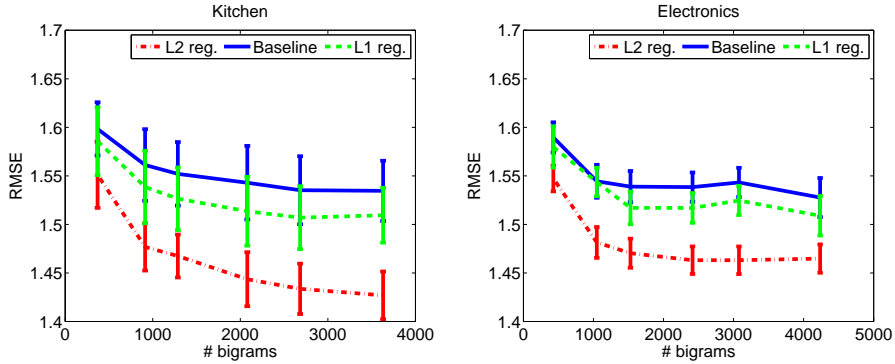 Kitchen
1.7
1.65
1.6
1.55
1.5
1.45
1.4
RMSE
L2 reg. Baseline L1 reg.
0 1000 2000 3000 4000
# bigrams
Electronics
1.7
1.65
1.6
1.55
1.5
1.45
1.4
RMSE
L2 reg. Baseline L1 reg.
0 1000 2000 3000 4000 5000
# bigrams